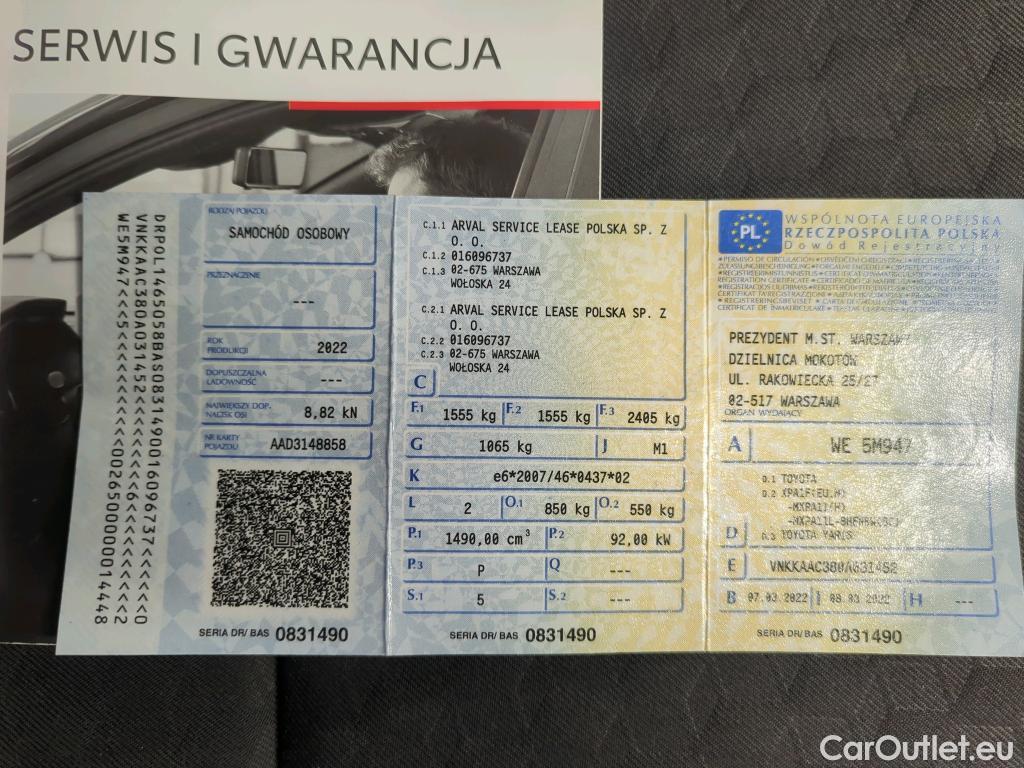 SERWIS I GWARANCJA
DRPOL1465058BAS0831490016096737<<<<<<0
RODZAJ POJAZDU
SAMOCHÓD OSOBOWY
PRZEZNACZENIE
---
ROK PRODUKCJI 2022
DOPUSZCZALNA ŁADOWNOŚĆ ---
NAJWIĘKSZY DOP. NACISK OSI 8,82 kN
NR KARTY POJAZDU AAD3148858
SERIA DR/ BAS 0831490
C.1.1 ARVAL SERVICE LEASE POLSKA SP. Z
O. O.
C.1.2 016096737
C.1.3 02-675 WARSZAWA
WOŁOSKA 24
C.2.1 ARVAL SERVICE LEASE POLSKA SP. Z
O. O.
C.2.2 016096737
C.2.3 02-675 WARSZAWA
WOŁOSKA 24
C
F.1 1555 kg F.2 1555 kg F.3 2405 kg
G 1065 kg J M1
K e6*2007/46*0437*02
L 2 O.1 850 kg O.2 550 kg
P.1 1490,00 cm³ P.2 92,00 kW
P.3 P Q ---
S.1 5 S.2 ---
SERIA DR/ BAS 0831490
PL
WSPÓLNOTA EUROPEJSKA
RZECZPOSPOLITA POLSKA
Dowód Rejestracyjny
PREZYDENT M.ST. WARSZAWY
DZIELNICA MOKOTÓW
UL. RAKOWIECKA 25/27
02-517 WARSZAWA
ORGAN WYDAJĄCY
A WE 5M947
D.1 TOYOTA
D.2 XPA1F(EU,M)
-MXPA11(H)
D D.3 TOYOTA YARIS
E VNKKAAC380A031452
B 07.03.2022 I 08.03.2022 H ---
SERIA DR/ BAS 0831490
CarOutlet.eu